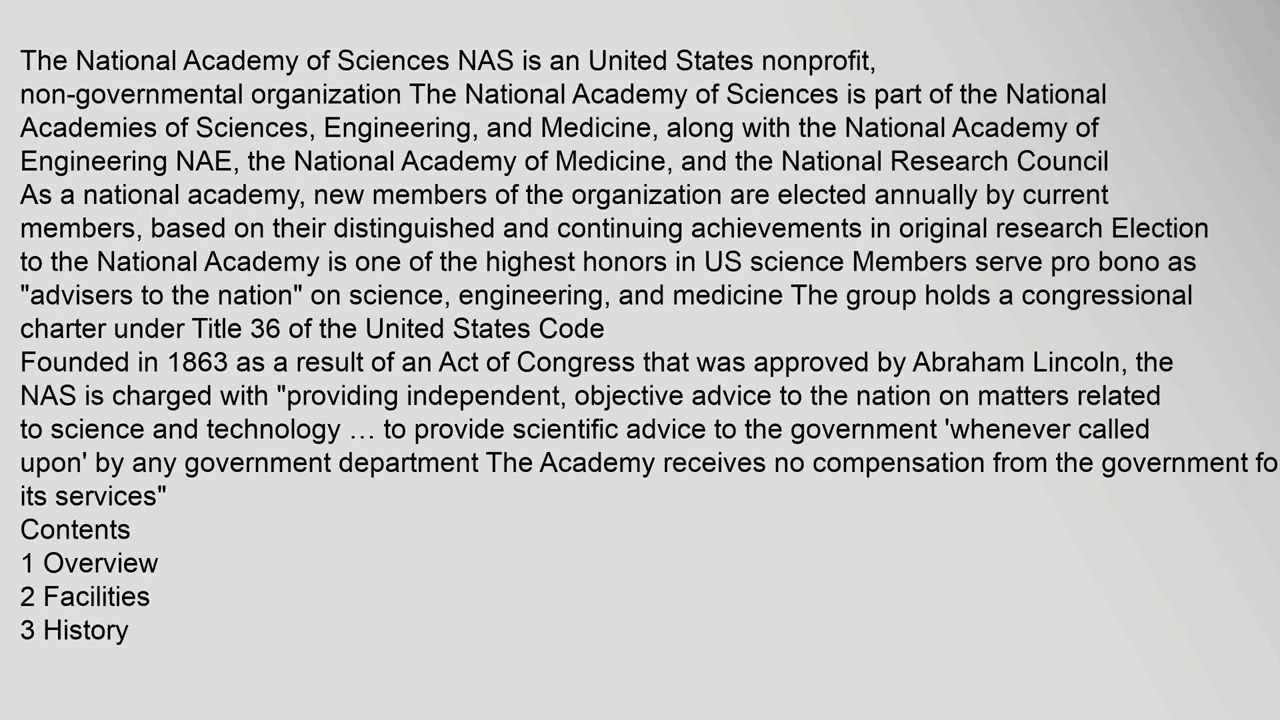 The National Academy of Sciences NAS is an United States nonprofit,
non-governmental organization The National Academy of Sciences is part of the National
Academies of Sciences, Engineering, and Medicine, along with the National Academy of
Engineering NAE, the National Academy of Medicine, and the National Research Council
As a national academy, new members of the organization are elected annually by current
members, based on their distinguished and continuing achievements in original research Election
to the National Academy is one of the highest honors in US science Members serve pro bono as
"advisers to the nation" on science, engineering, and medicine The group holds a congressional
charter under Title 36 of the United States Code
Founded in 1863 as a result of an Act of Congress that was approved by Abraham Lincoln, the
NAS is charged with "providing independent, objective advice to the nation on matters related
to science and technology … to provide scientific advice to the government 'whenever called
upon' by any government department The Academy receives no compensation from the government fo
its services"
Contents
1 Overview
2 Facilities
3 History